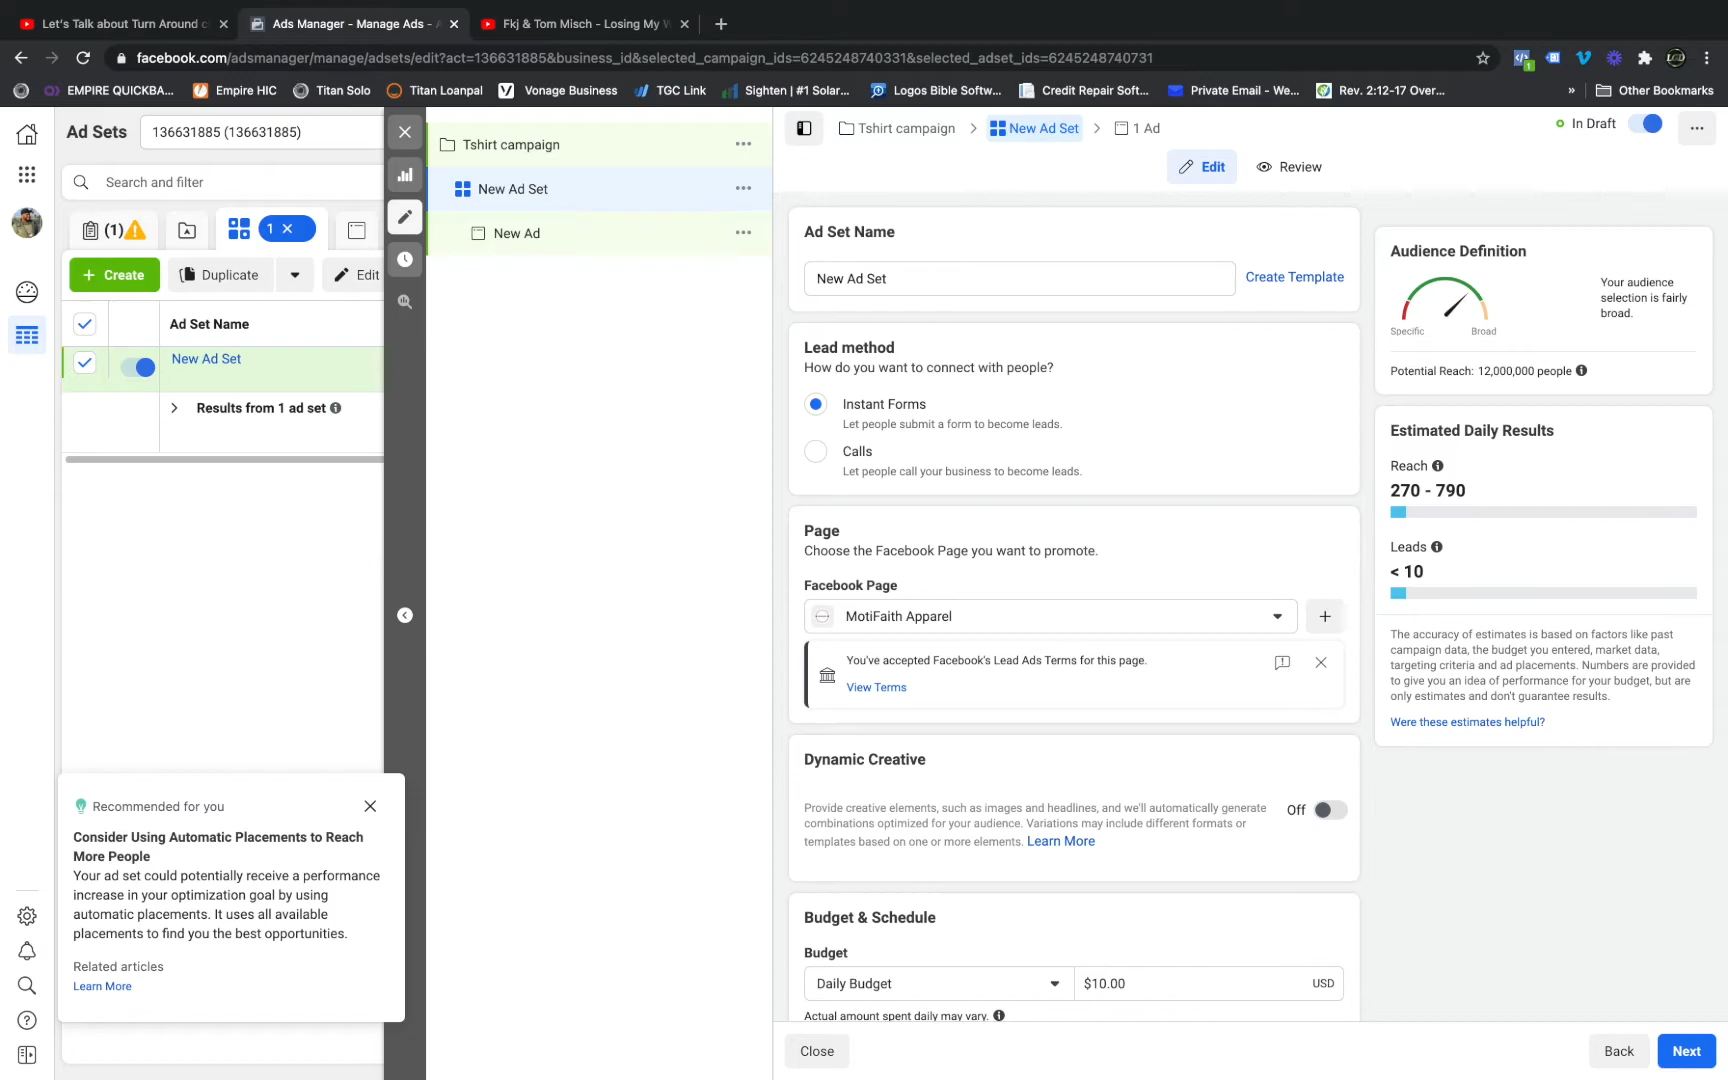 Let's Talk about Turn Around c
Ads Manager - Manage Ads - A
Fkj & Tom Misch - Losing My W
facebook.com/adsmanager/manage/adsets/edit?act=136631885&business_id&selected_campaign_ids=6245248740331&selected_adset_ids=6245248740731
1
LCD
EMPIRE QUICKBA...
Empire HIC
Titan Solo
Titan Loanpal
Vonage Business
TGC Link
Sighten | #1 Solar...
Logos Bible Softw...
Credit Repair Soft...
Private Email - We...
Rev. 2:12-17 Over...
»
Other Bookmarks
Ad Sets
136631885 (136631885)
Search and filter
(1)
1
Create
Duplicate
Edit
Ad Set Name
New Ad Set
Results from 1 ad set
Recommended for you
Consider Using Automatic Placements to Reach
More People
Your ad set could potentially receive a performance
increase in your optimization goal by using
automatic placements. It uses all available
placements to find you the best opportunities.
Related articles
Learn More
Tshirt campaign
New Ad Set
New Ad
Tshirt campaign
New Ad Set
1 Ad
In Draft
Edit
Review
Ad Set Name
New Ad Set
Create Template
Lead method
How do you want to connect with people?
Instant Forms
Let people submit a form to become leads.
Calls
Let people call your business to become leads.
Page
Choose the Facebook Page you want to promote.
Facebook Page
MotiFaith Apparel
You've accepted Facebook's Lead Ads Terms for this page.
View Terms
Dynamic Creative
Provide creative elements, such as images and headlines, and we'll automatically generate
combinations optimized for your audience. Variations may include different formats or
templates based on one or more elements. Learn More
Off
Budget & Schedule
Budget
Daily Budget
$10.00
USD
Actual amount spent daily may vary.
Close
Back
Next
Audience Definition
Specific
Broad
Your audience
selection is fairly
broad.
Potential Reach: 12,000,000 people
Estimated Daily Results
Reach
270 - 790
Leads
< 10
The accuracy of estimates is based on factors like past
campaign data, the budget you entered, market data,
targeting criteria and ad placements. Numbers are provided
to give you an idea of performance for your budget, but are
only estimates and don't guarantee results.
Were these estimates helpful?